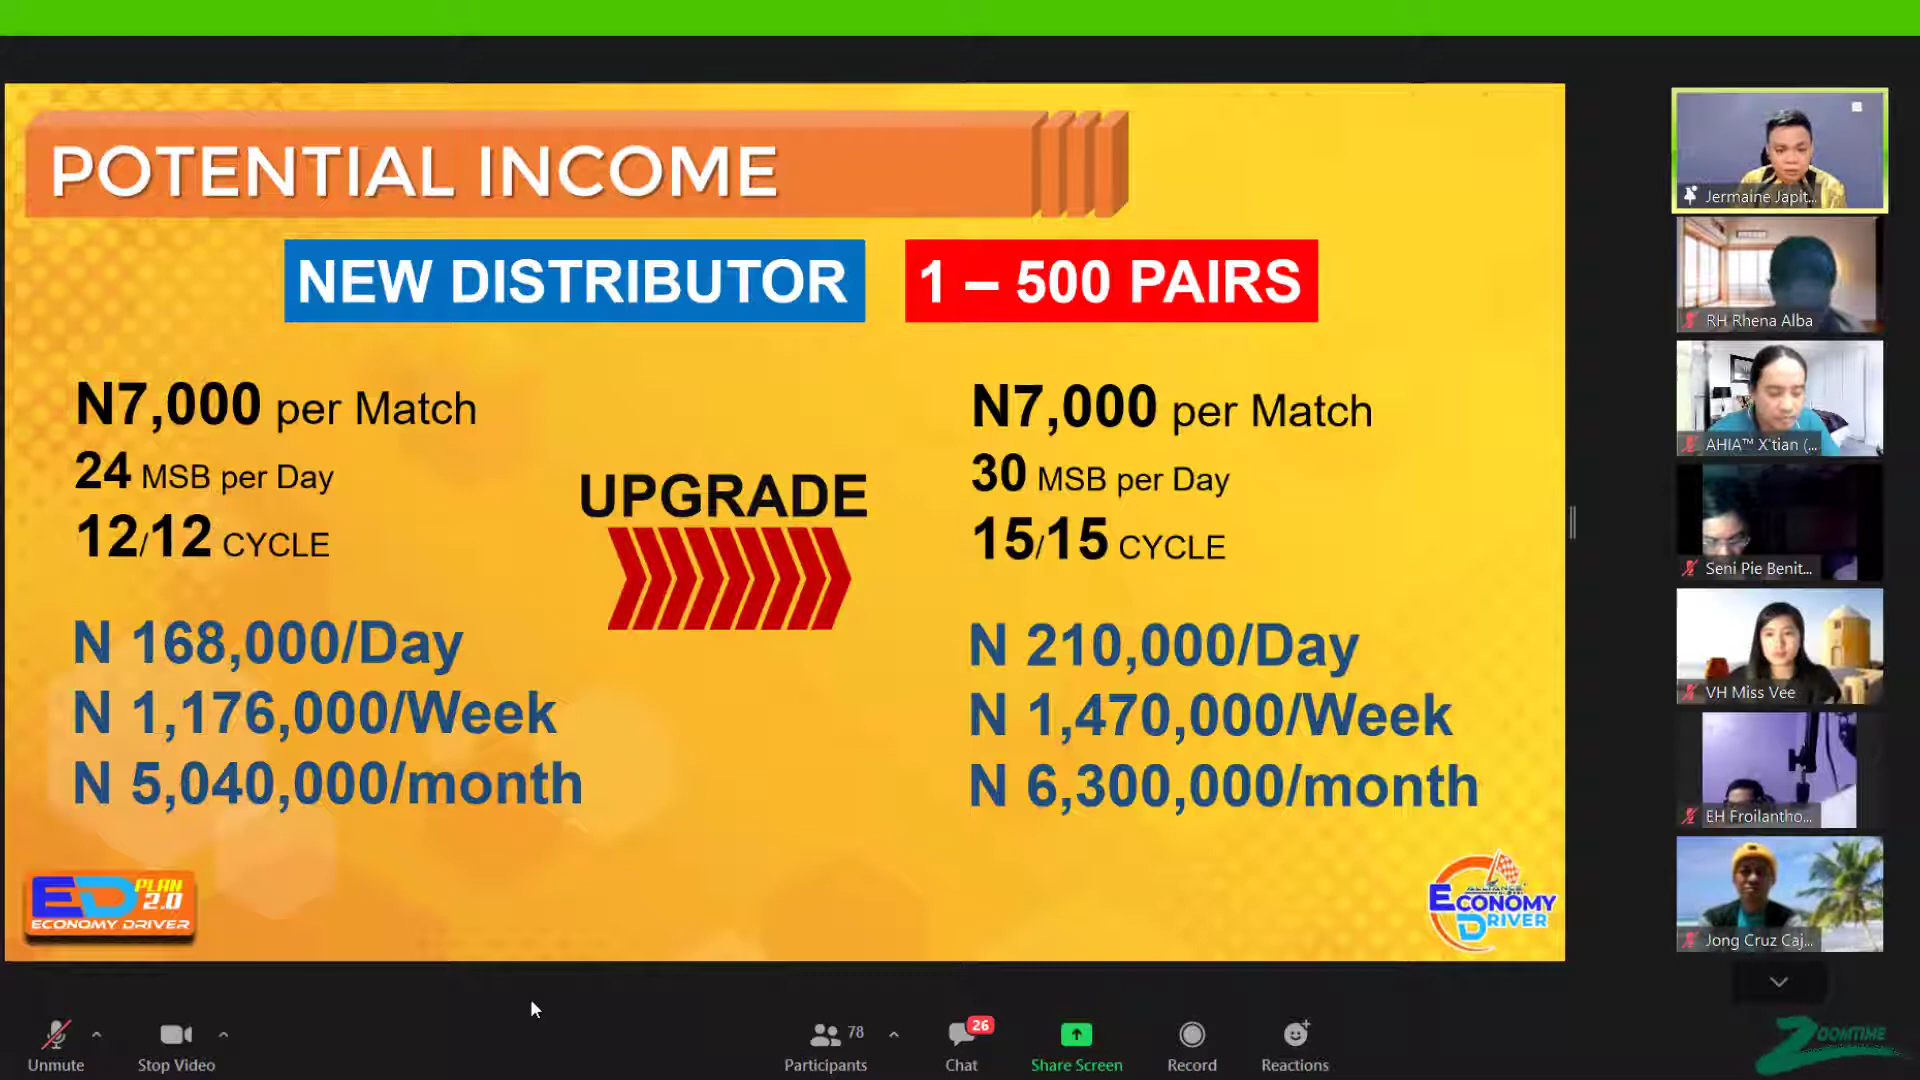 POTENTIAL INCOME
NEW DISTRIBUTOR
1 – 500 PAIRS
N7,000 per Match
24 MSB per Day
12/12 CYCLE
UPGRADE
N 168,000/Day
N 1,176,000/Week
N 5,040,000/month
N7,000 per Match
30 MSB per Day
15/15 CYCLE
N 210,000/Day
N 1,470,000/Week
N 6,300,000/month
ED PLAN 2.0
ECONOMY DRIVER
ECONOMY
DRIVER
Jermaine Japit...
RH Rhena Alba
AHIA™ X'tian (...
Seni Pie Benit...
VH Miss Vee
EH Froilantho...
Jong Cruz Caj...
Unmute
Stop Video
Participants
78
Chat
26
Share Screen
Record
Reactions
ZOOMTIME